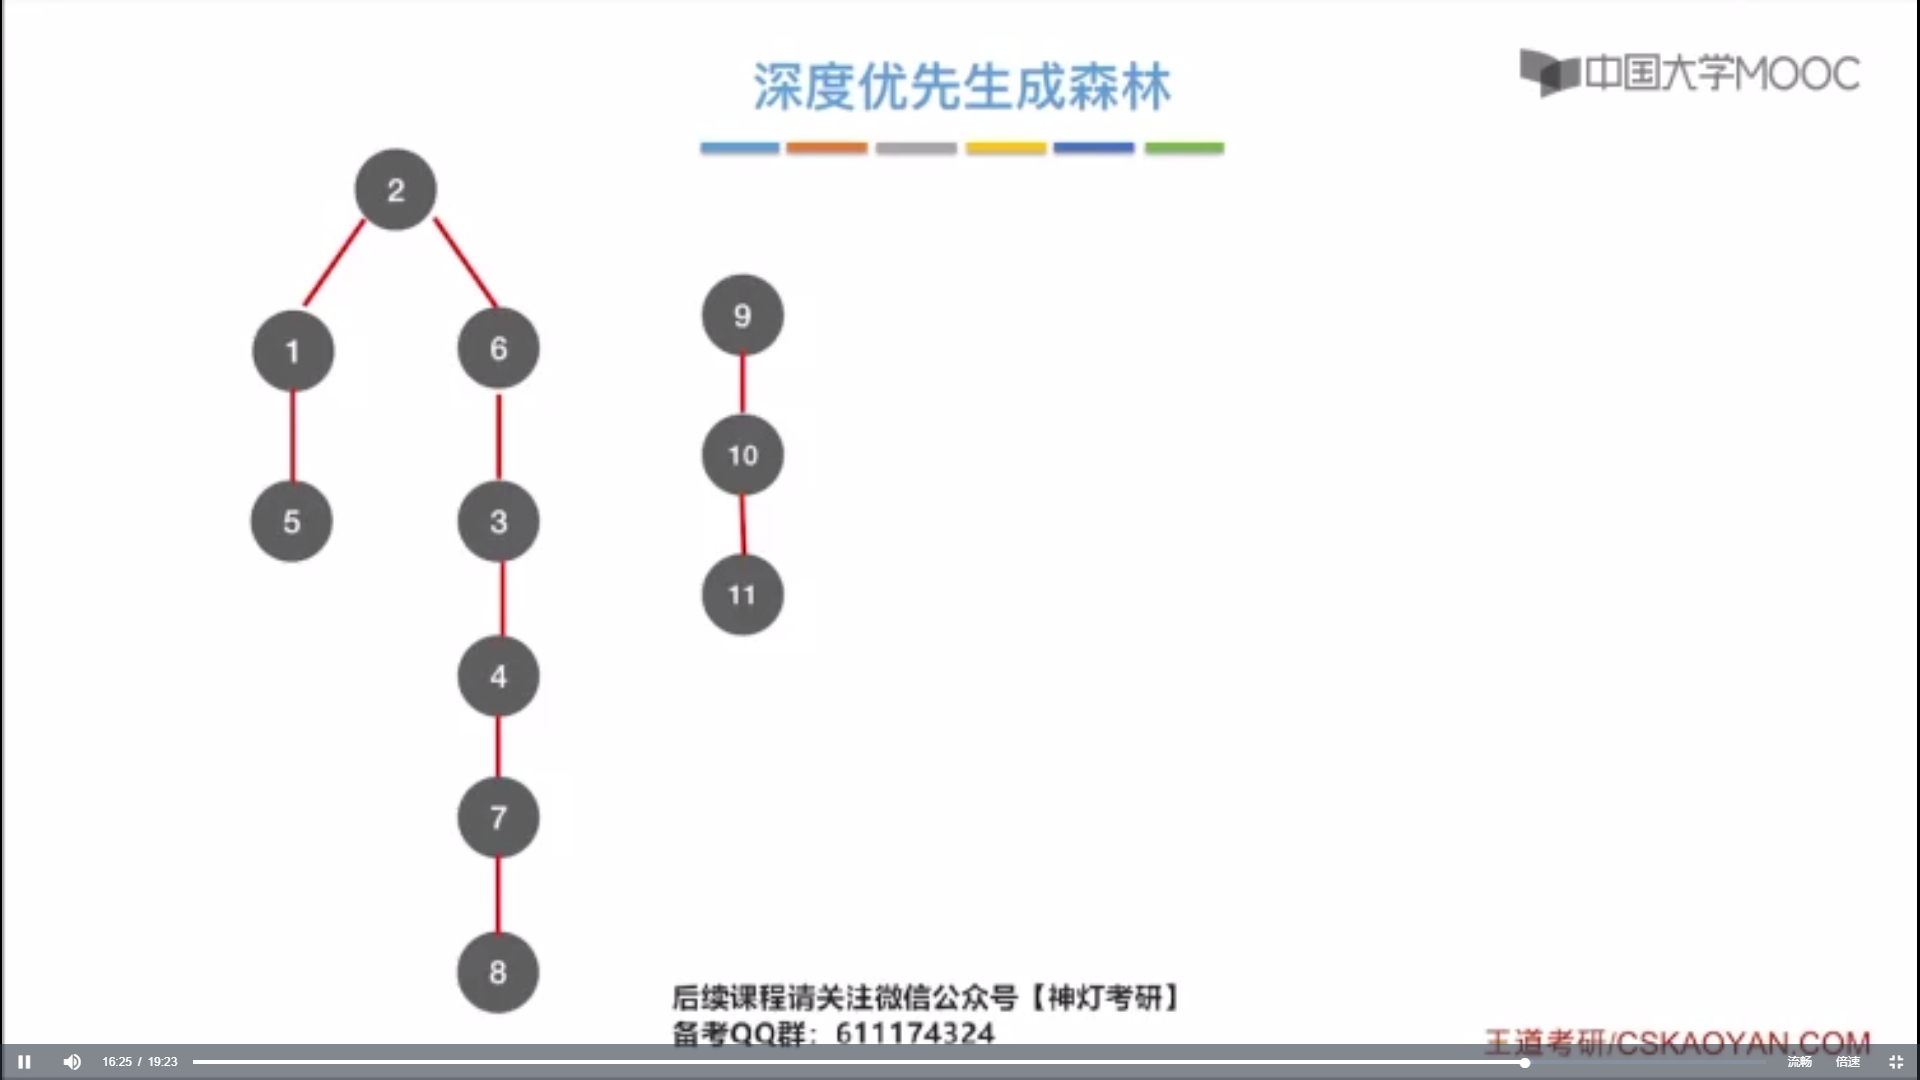 深度优先生成森林
中国大学MOOC
2
1
6
9
10
5
3
11
4
7
8
后续课程请关注微信公众号【神灯考研】
备考QQ群：611174324
王道考研/CSKAOYAN.COM
16:25 / 19:23
流畅
倍速